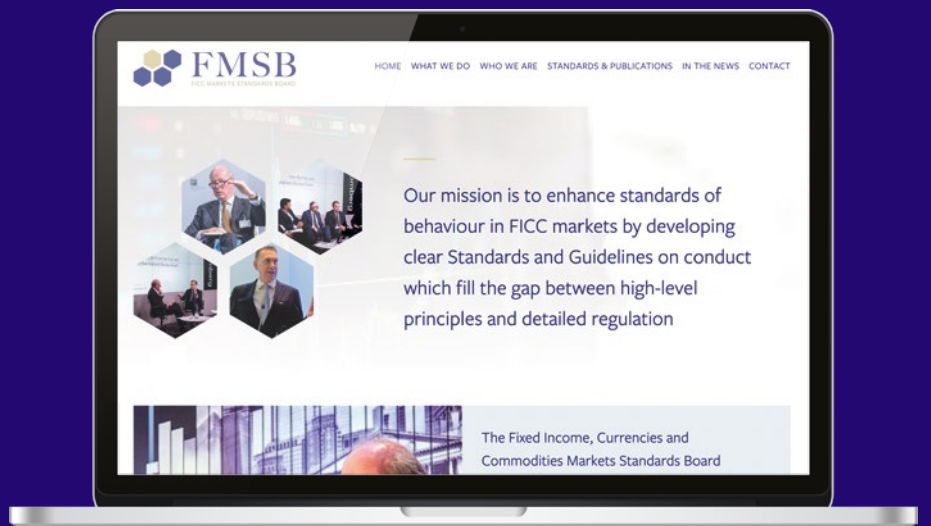 FMSB
FICC MARKETS STANDARDS BOARD
HOME WHAT WE DO WHO WE ARE STANDARDS & PUBLICATIONS IN THE NEWS CONTACT
Our mission is to enhance standards of
behaviour in FICC markets by developing
clear Standards and Guidelines on conduct
which fill the gap between high-level
principles and detailed regulation
The Fixed Income, Currencies and
Commodities Markets Standards Board